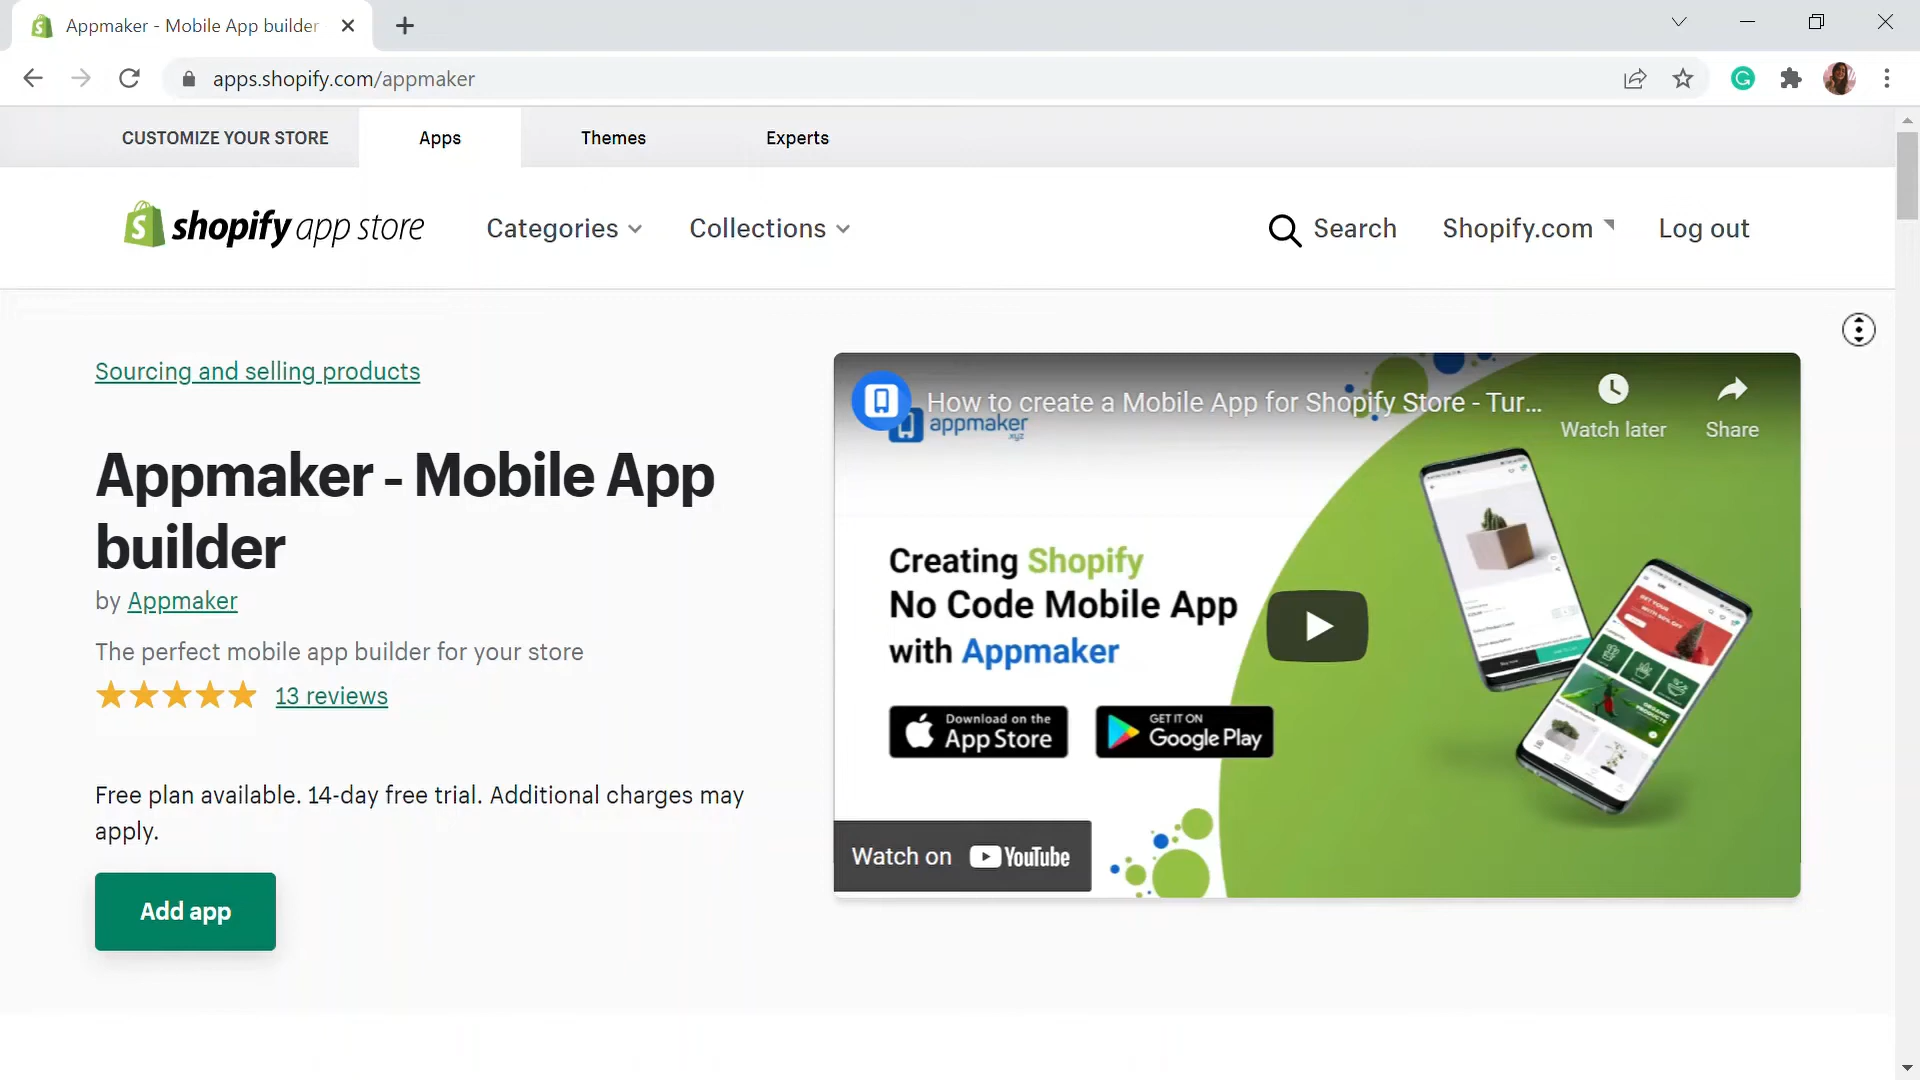 Appmaker - Mobile App builder
apps.shopify.com/appmaker
CUSTOMIZE YOUR STORE
Apps
Themes
Experts
shopify app store
Categories
Collections
Search
Shopify.com
Log out
Sourcing and selling products
Appmaker - Mobile App
builder
by Appmaker
The perfect mobile app builder for your store
13 reviews
Free plan available. 14-day free trial. Additional charges may
apply.
Add app
How to create a Mobile App for Shopify Store - Tur...
Watch later
Share
appmaker
.xyz
Creating Shopify
No Code Mobile App
with Appmaker
Download on the
App Store
GET IT ON
Google Play
Watch on YouTube